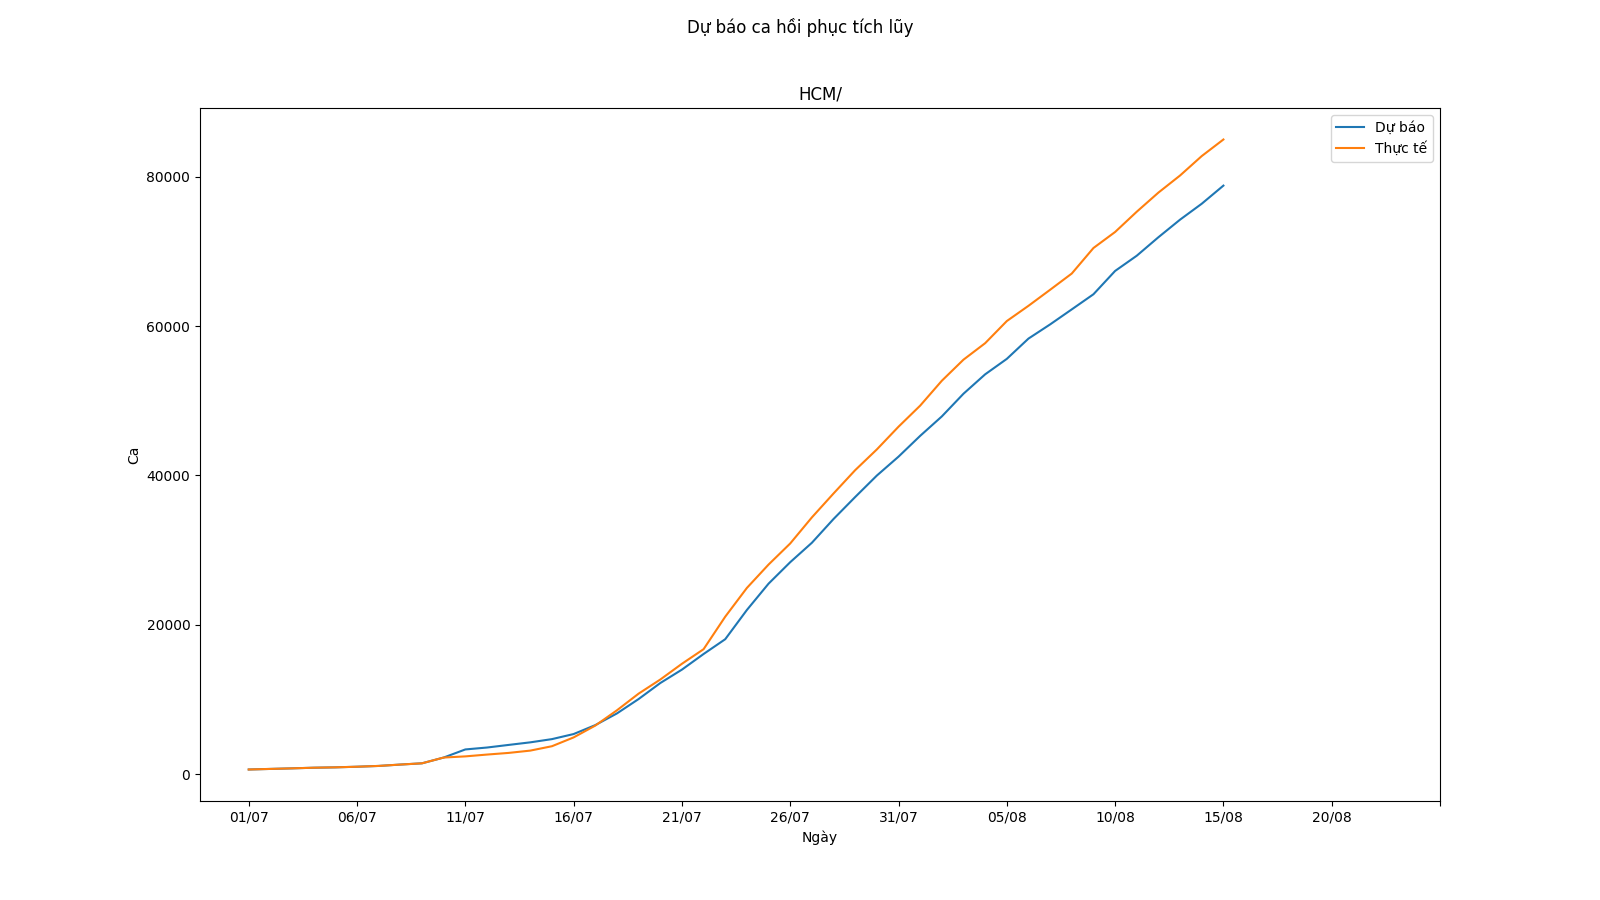 Dự báo ca hồi phục tích lũy
HCM/
Dự báo
Thực tế
Ca
80000
60000
40000
20000
0
01/07 06/07 11/07 16/07 21/07 26/07 31/07 05/08 10/08 15/08 20/08
Ngày